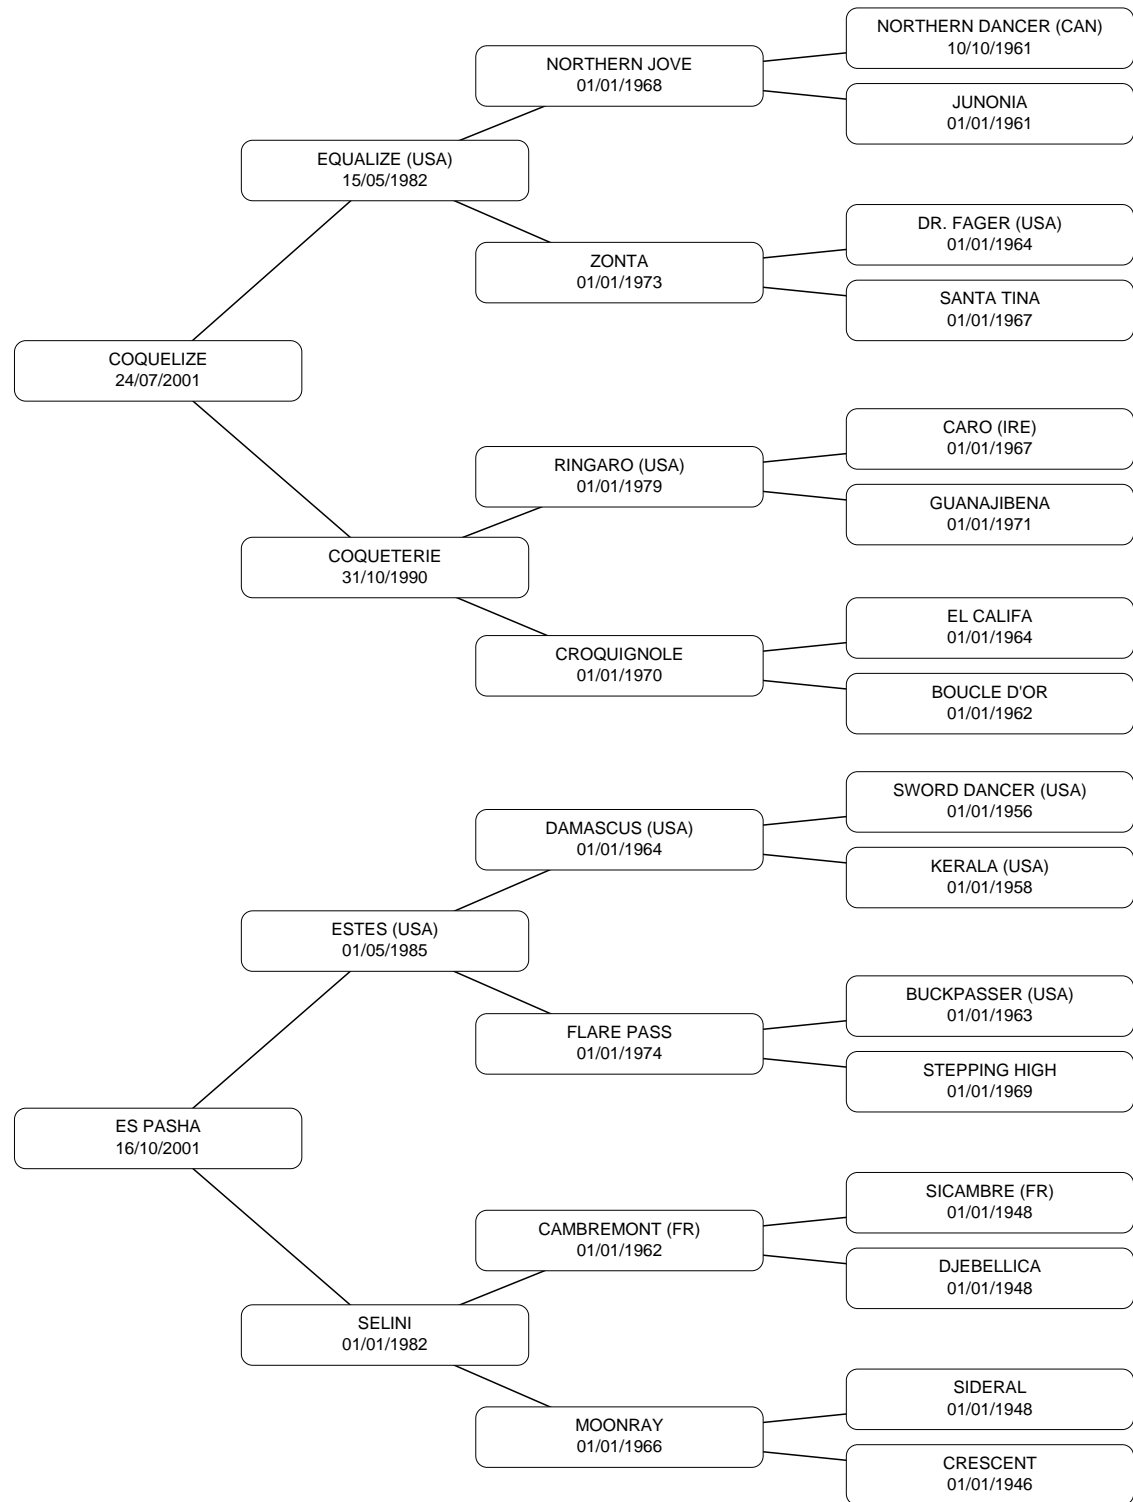 NORTHERN DANCER (CAN)
10/10/1961
NORTHERN JOVE
01/01/1968
JUNONIA
01/01/1961
EQUALIZE (USA)
15/05/1982
DR. FAGER (USA)
01/01/1964
ZONTA
01/01/1973
SANTA TINA
01/01/1967
COQUELIZE
24/07/2001
CARO (IRE)
01/01/1967
RINGARO (USA)
01/01/1979
GUANAJIBENA
01/01/1971
COQUETERIE
31/10/1990
EL CALIFA
01/01/1964
CROQUIGNOLE
01/01/1970
BOUCLE D'OR
01/01/1962
SWORD DANCER (USA)
01/01/1956
DAMASCUS (USA)
01/01/1964
KERALA (USA)
01/01/1958
ESTES (USA)
01/05/1985
BUCKPASSER (USA)
01/01/1963
FLARE PASS
01/01/1974
STEPPING HIGH
01/01/1969
ES PASHA
16/10/2001
SICAMBRE (FR)
01/01/1948
CAMBREMONT (FR)
01/01/1962
DJEBELLICA
01/01/1948
SELINI
01/01/1982
SIDERAL
01/01/1948
MOONRAY
01/01/1966
CRESCENT
01/01/1946